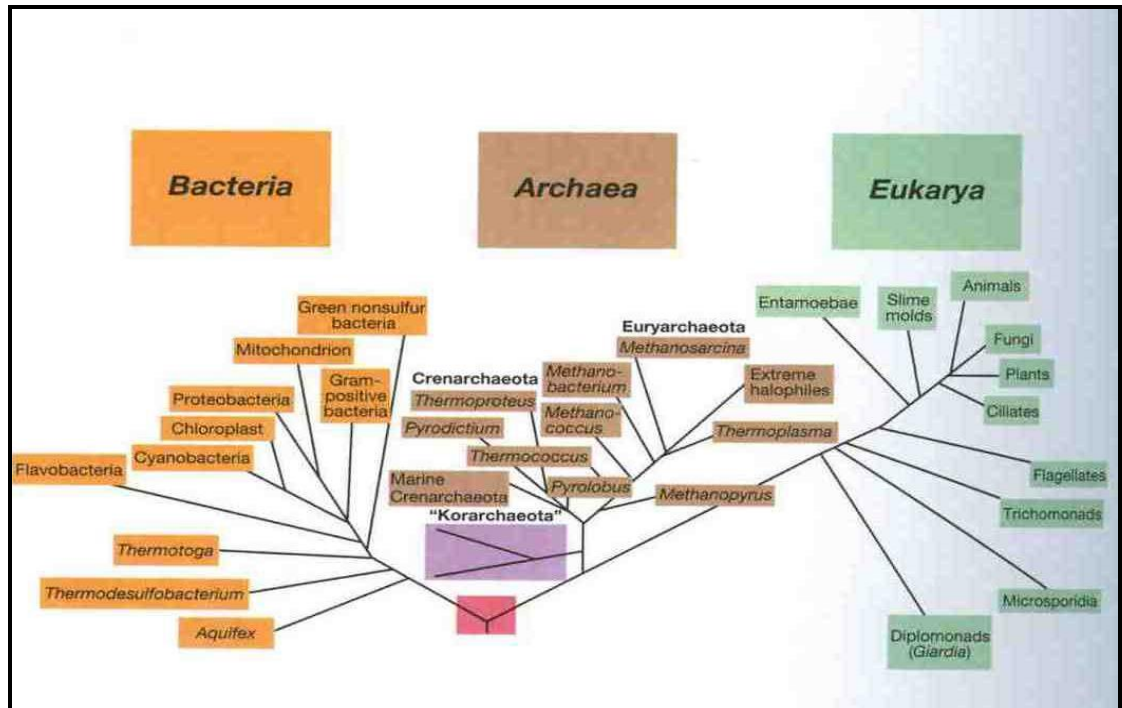 Bacteria
Archaea
Eukarya
Green nonsulfur
bacteria
Mitochondrion
Gram-
positive
bacteria
Proteobacteria
Chloroplast
Cyanobacteria
Flavobacteria
Thermotoga
Thermodesulfobacterium
Aquifex
Crenarchaeota
Thermoproteus
Pyrodictium
Thermococcus
Marine
Crenarchaeota
Pyrolobus
"Korarchaeota"
Euryarchaeota
Methanosarcina
Methano-
bacterium
Methano-
coccus
Extreme
halophiles
Thermoplasma
Methanopyrus
Entamoebae
Slime
molds
Animals
Fungi
Plants
Ciliates
Flagellates
Trichomonads
Microsporidia
Diplomonads
(Giardia)